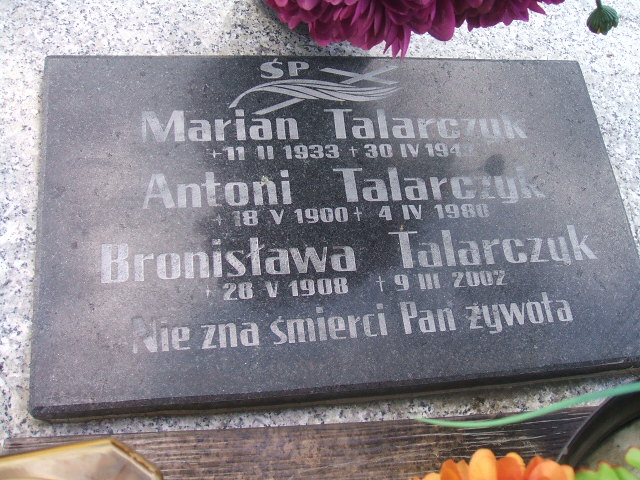 ŚP
Marian Talarczyk
+ 11 II 1933 + 30 IV
Antoni Talarczyk
+ 18 V 1900 + 4 IV 1980
Bronisława Talarczyk
+ 28 V 1908 + 9 III 2002
Nie zna śmierci Pan żywota